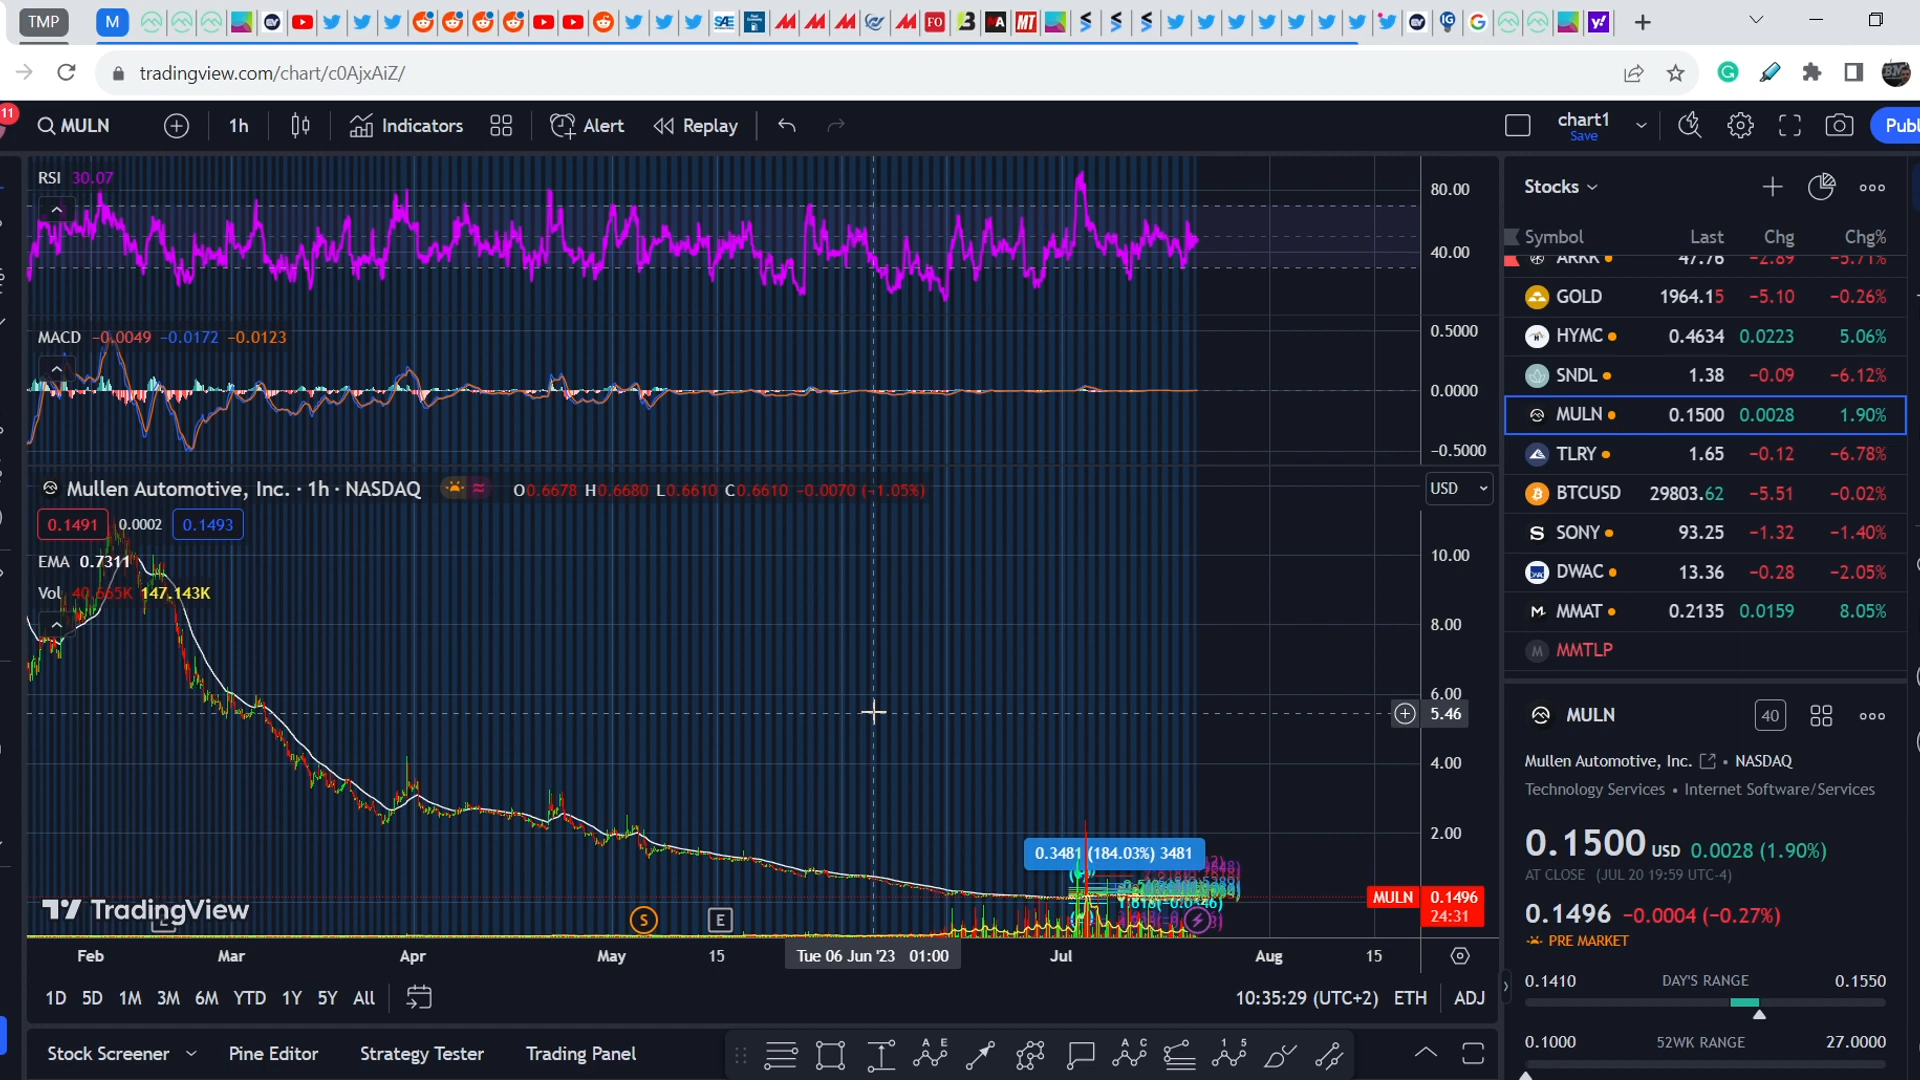 TMP
tradingview.com/chart/c0AjxAiZ/
11
MULN 1h Indicators Alert Replay chart1 Save Publ
RSI 30.07
80.00
40.00
MACD −0.0049 −0.0172 −0.0123
0.5000
0.0000
−0.5000
Mullen Automotive, Inc. · 1h · NASDAQ O0.6678 H0.6680 L0.6610 C0.6610 −0.0070 (−1.05%)
USD
0.1491 0.0002 0.1493
EMA 0.7311
Vol 40.665K 147.143K
10.00
8.00
6.00
5.46
4.00
2.00
0.3481 (184.03%) 3481
MULN 0.1496
24:31
TradingView
S E
Feb Mar Apr May 15 Tue 06 Jun '23 01:00 Jul Aug 15
1D 5D 1M 3M 6M YTD 1Y 5Y All 10:35:29 (UTC+2) ETH ADJ
Stock Screener Pine Editor Strategy Tester Trading Panel
Stocks
Symbol Last Chg Chg%
ARKK 47.76 −2.89 −5.71%
GOLD 1964.15 −5.10 −0.26%
HYMC 0.4634 0.0223 5.06%
SNDL 1.38 −0.09 −6.12%
MULN 0.1500 0.0028 1.90%
TLRY 1.65 −0.12 −6.78%
BTCUSD 29803.62 −5.51 −0.02%
SONY 93.25 −1.32 −1.40%
DWAC 13.36 −0.28 −2.05%
MMAT 0.2135 0.0159 8.05%
MMTLP
MULN 40
Mullen Automotive, Inc. • NASDAQ
Technology Services • Internet Software/Services
0.1500 USD 0.0028 (1.90%)
AT CLOSE (JUL 20 19:59 UTC-4)
0.1496 −0.0004 (−0.27%)
PRE MARKET
0.1410 DAY'S RANGE 0.1550
0.1000 52WK RANGE 27.0000